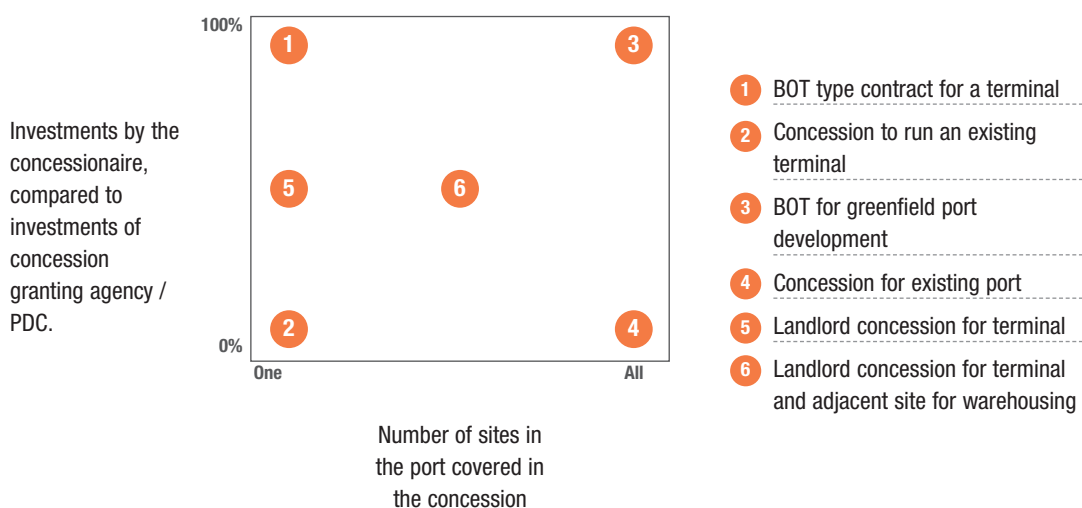 100%
1
3
Investments by the
concessionaire,
compared to
investments of
concession
granting agency /
PDC.
5
6
2
4
0%
One
All
Number of sites in
the port covered in
the concession
1 BOT type contract for a terminal
2 Concession to run an existing
terminal
3 BOT for greenfield port
development
4 Concession for existing port
5 Landlord concession for terminal
6 Landlord concession for terminal
and adjacent site for warehousing